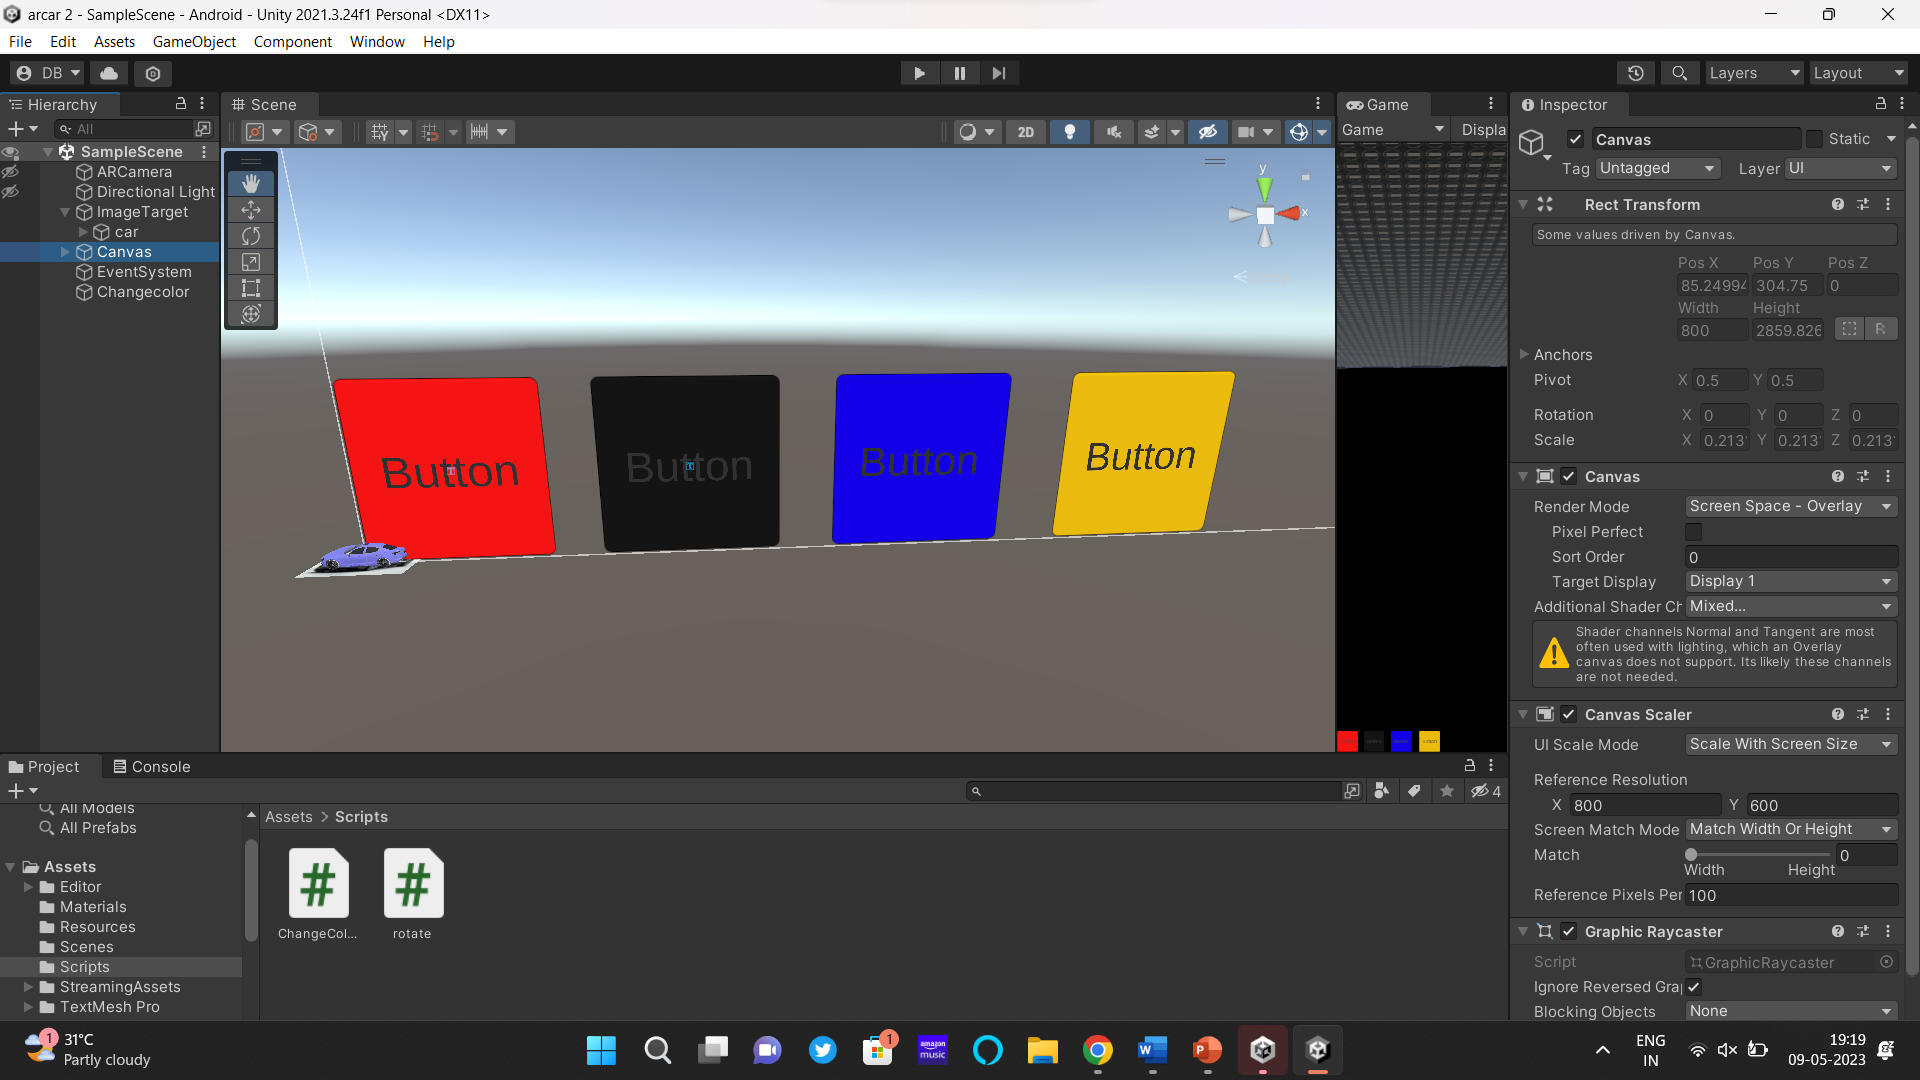 arcar 2 - SampleScene - Android - Unity 2021.3.24f1 Personal <DX11>
File Edit Assets GameObject Component Window Help
DB Layers Layout
Hierarchy
All
SampleScene
ARCamera
Directional Light
ImageTarget
car
Canvas
EventSystem
Changecolor
Scene
2D
y
x
Button
Button
Button
Button
Game
Game Displa
Inspector
Canvas Static
Tag Untagged Layer UI
Rect Transform
Some values driven by Canvas.
Pos X Pos Y Pos Z
85.24994 304.75 0
Width Height
800 2859.826 R
Anchors
Pivot X 0.5 Y 0.5
Rotation X 0 Y 0 Z 0
Scale X 0.213 Y 0.213 Z 0.213
Canvas
Render Mode Screen Space - Overlay
Pixel Perfect
Sort Order 0
Target Display Display 1
Additional Shader Ch Mixed...
Shader channels Normal and Tangent are most
often used with lighting, which an Overlay
canvas does not support. Its likely these channels
are not needed.
Canvas Scaler
UI Scale Mode Scale With Screen Size
Reference Resolution
X 800 Y 600
Screen Match Mode Match Width Or Height
Match 0
Width Height
Reference Pixels Per 100
Graphic Raycaster
Script GraphicRaycaster
Ignore Reversed Gra
Blocking Objects None
Project Console
4
All Models
All Prefabs
Assets
Editor
Materials
Resources
Scenes
Scripts
StreamingAssets
TextMesh Pro
Assets > Scripts
# #
ChangeCol... rotate
1
31°C
Partly cloudy
1
amazon
music
W
P
ENG
IN
19:19
09-05-2023